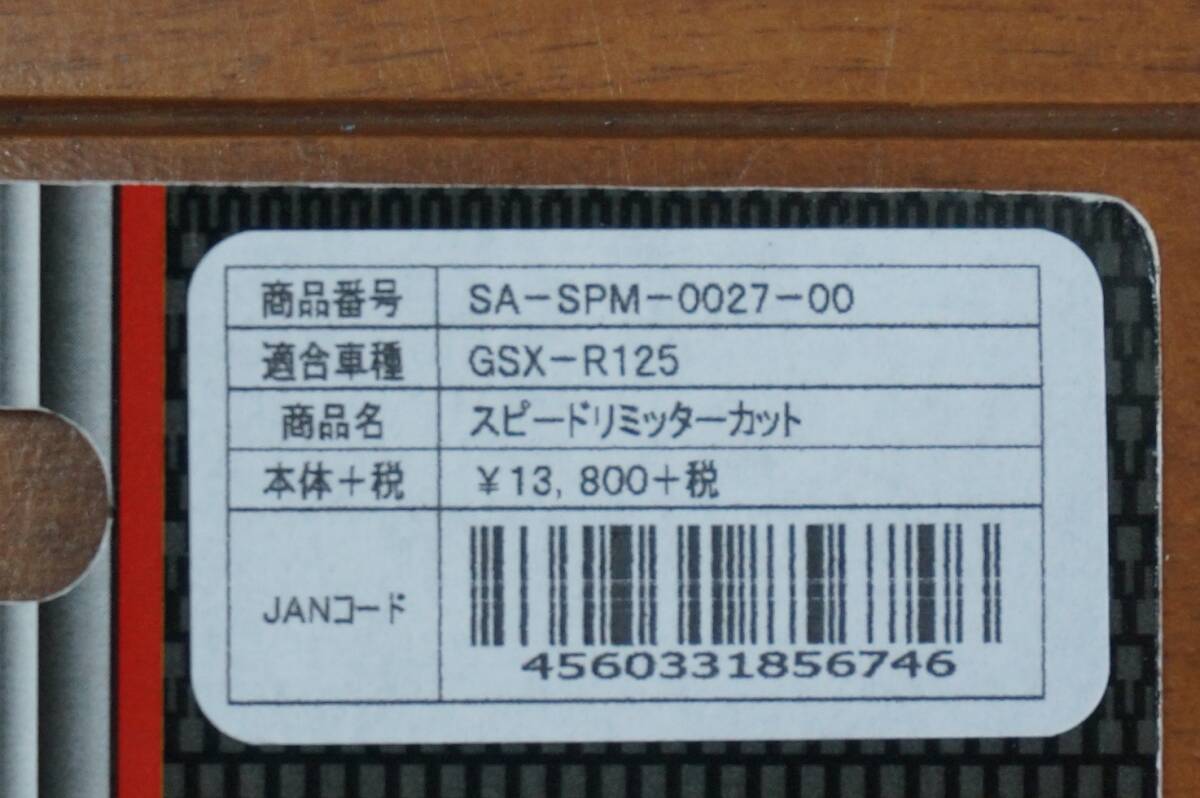 商品番号 SA-SPM-0027-00
適合車種 GSX-R125
商品名 スピードリミッターカット
本体+税 ¥13,800+税
JANコード 4560331856746